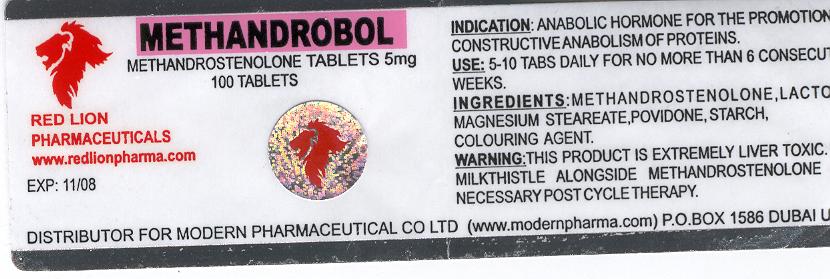 METHANDROBOL
METHANDROSTENOLONE TABLETS 5mg
100 TABLETS
RED LION
PHARMACEUTICALS
www.redlionpharma.com
EXP: 11/08
INDICATION: ANABOLIC HORMONE FOR THE PROMOTION
CONSTRUCTIVE ANABOLISM OF PROTEINS.
USE: 5-10 TABS DAILY FOR NO MORE THAN 6 CONSECUT
WEEKS.
INGREDIENTS:METHANDROSTENOLONE,LACTO
MAGNESIUM STEAREATE,POVIDONE, STARCH,
COLOURING AGENT.
WARNING:THIS PRODUCT IS EXTREMELY LIVER TOXIC.
MILKTHISTLE ALONGSIDE METHANDROSTENOLONE
NECESSARY POST CYCLE THERAPY.
DISTRIBUTOR FOR MODERN PHARMACEUTICAL CO LTD (www.modernpharma.com) P.O.BOX 1586 DUBAI U